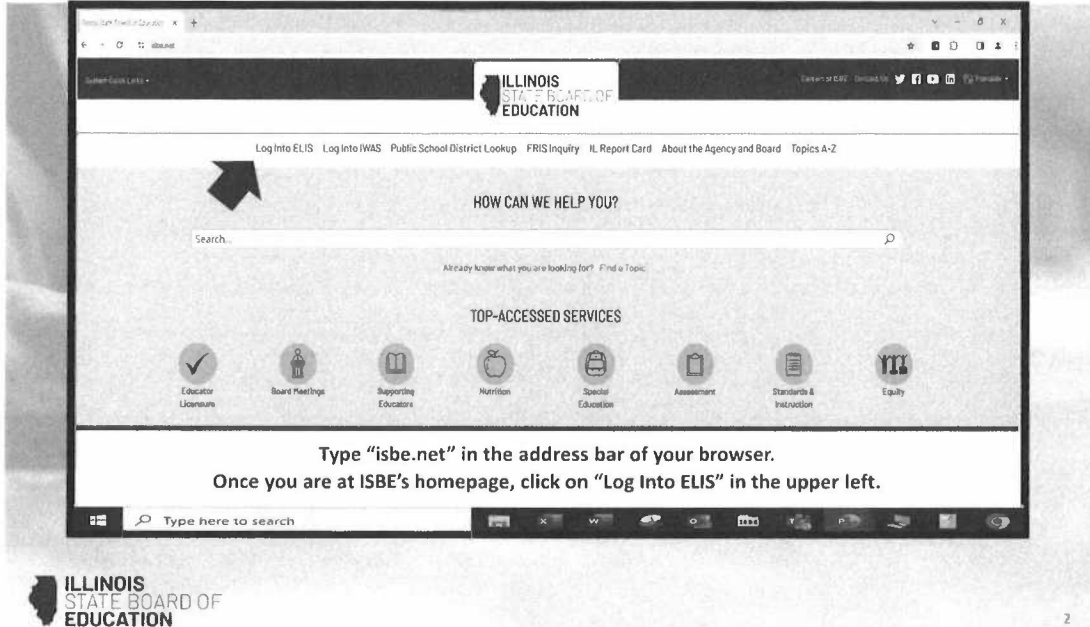 isbe.net
ILLINOIS
STATE BOARD OF
EDUCATION
Log Into ELIS Log Into IWAS Public School District Lookup FRIS Inquiry IL Report Card About the Agency and Board Topics A-Z
HOW CAN WE HELP YOU?
Search...
Already know what you are looking for? Find a Topic
TOP-ACCESSED SERVICES
Educator
Licensure
Board Meetings
Supporting
Educators
Nutrition
Special
Education
Assessment
Standards &
Instruction
Equity
Type “isbe.net” in the address bar of your browser.
Once you are at ISBE’s homepage, click on “Log Into ELIS” in the upper left.
Type here to search
ILLINOIS
STATE BOARD OF
EDUCATION
2